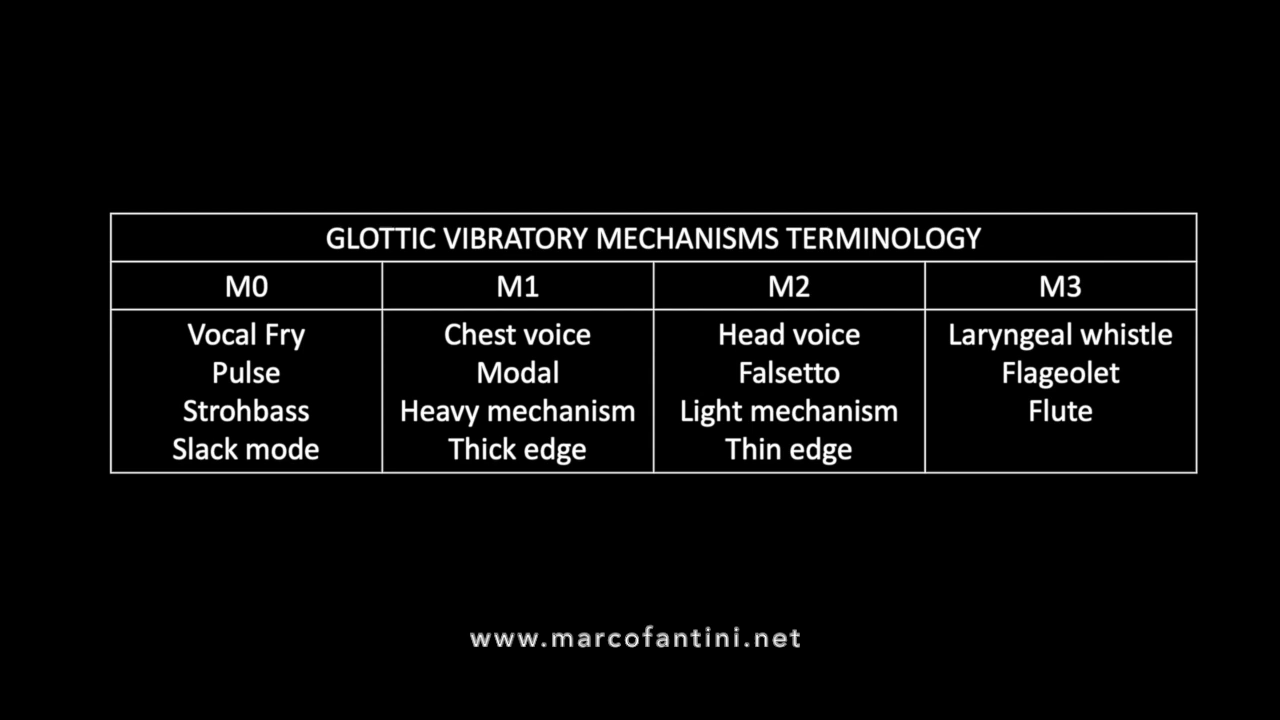 GLOTTIC VIBRATORY MECHANISMS TERMINOLOGY
M0 M1 M2 M3
Vocal Fry Chest voice Head voice Laryngeal whistle
Pulse Modal Falsetto Flageolet
Strohbass Heavy mechanism Light mechanism Flute
Slack mode Thick edge Thin edge
www.marcofantini.net